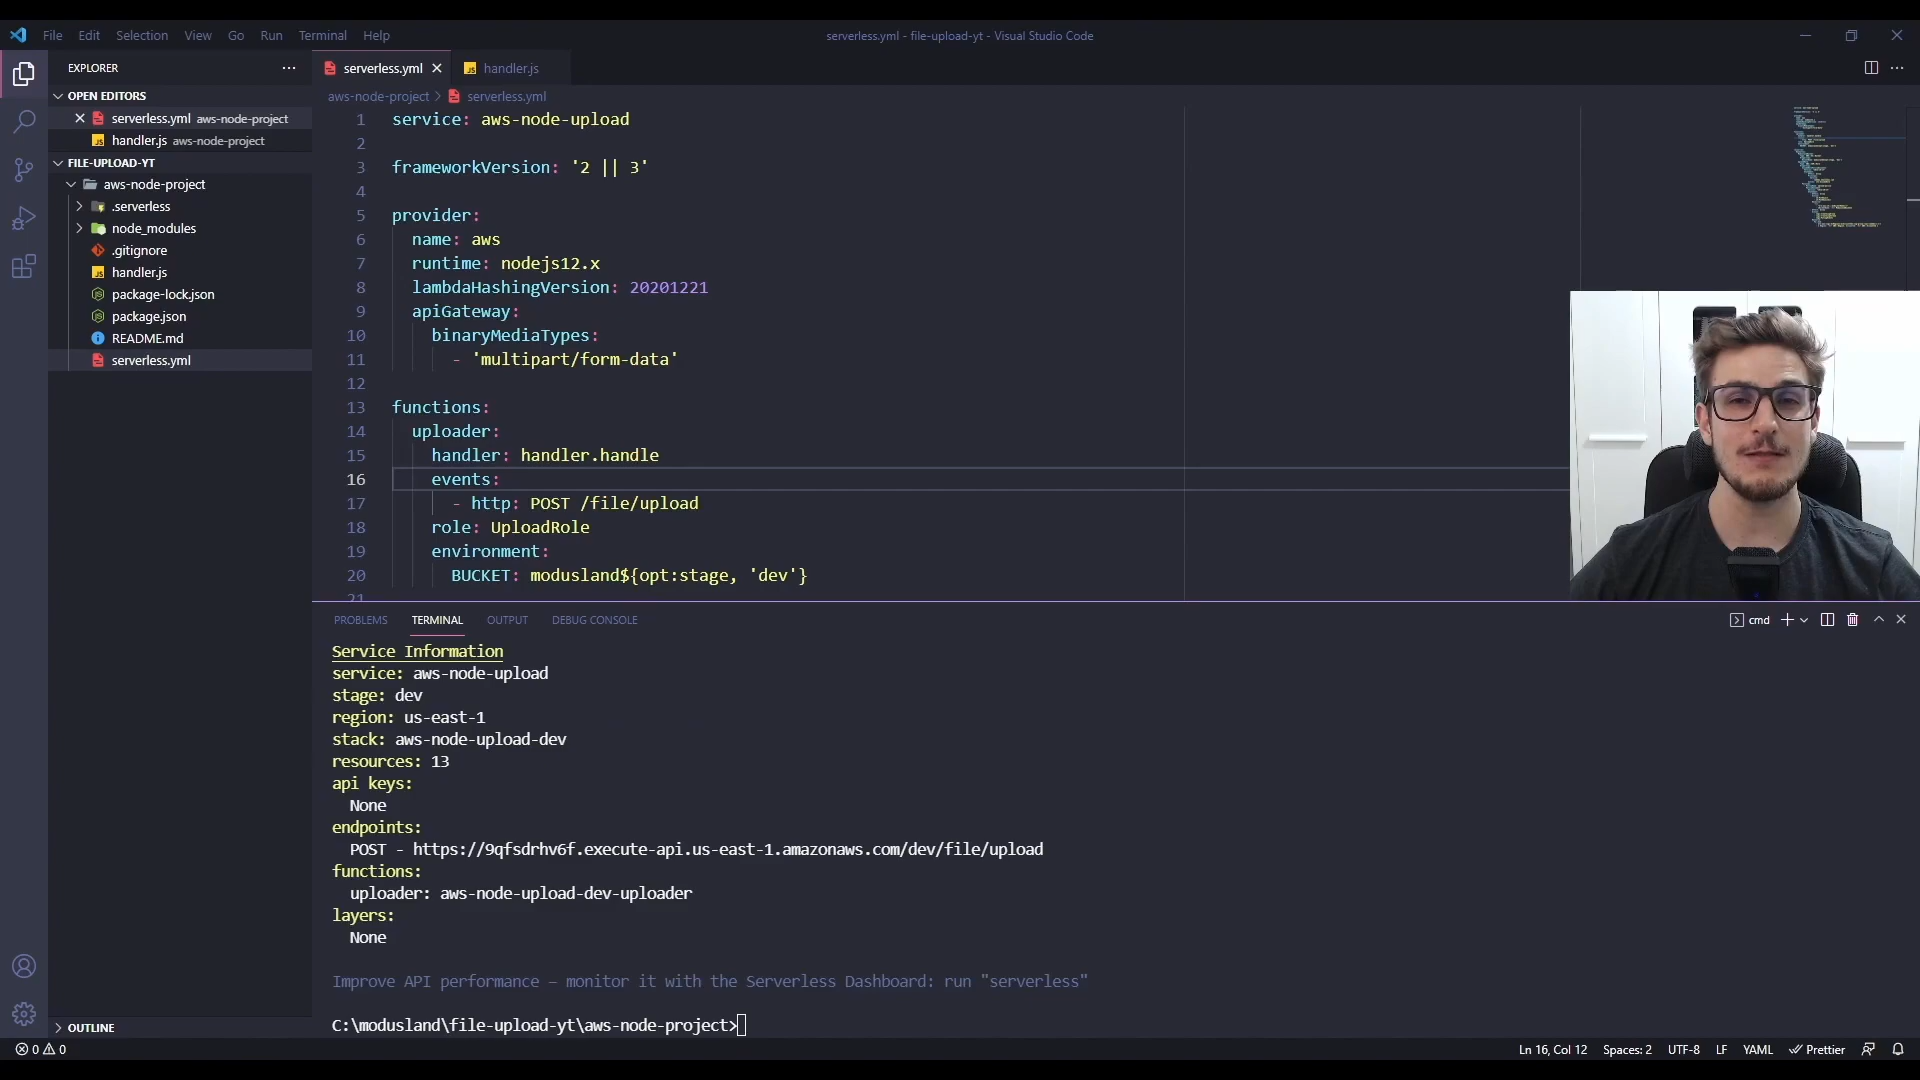 File Edit Selection View Go Run Terminal Help
serverless.yml - file-upload-yt - Visual Studio Code
EXPLORER
OPEN EDITORS
serverless.yml aws-node-project
handler.js aws-node-project
FILE-UPLOAD-YT
aws-node-project
.serverless
node_modules
.gitignore
handler.js
package-lock.json
package.json
README.md
serverless.yml
OUTLINE
serverless.yml
handler.js
aws-node-project > serverless.yml
1 service: aws-node-upload
2
3 frameworkVersion: '2 || 3'
4
5 provider:
6 name: aws
7 runtime: nodejs12.x
8 lambdaHashingVersion: 20201221
9 apiGateway:
10 binaryMediaTypes:
11 - 'multipart/form-data'
12
13 functions:
14 uploader:
15 handler: handler.handle
16 events:
17 - http: POST /file/upload
18 role: UploadRole
19 environment:
20 BUCKET: modusland${opt:stage, 'dev'}
21
PROBLEMS TERMINAL OUTPUT DEBUG CONSOLE
cmd
Service Information
service: aws-node-upload
stage: dev
region: us-east-1
stack: aws-node-upload-dev
resources: 13
api keys:
None
endpoints:
POST - https://9qfsdrhv6f.execute-api.us-east-1.amazonaws.com/dev/file/upload
functions:
uploader: aws-node-upload-dev-uploader
layers:
None
Improve API performance – monitor it with the Serverless Dashboard: run "serverless"
C:\modusland\file-upload-yt\aws-node-project>
0 0
Ln 16, Col 12 Spaces: 2 UTF-8 LF YAML Prettier